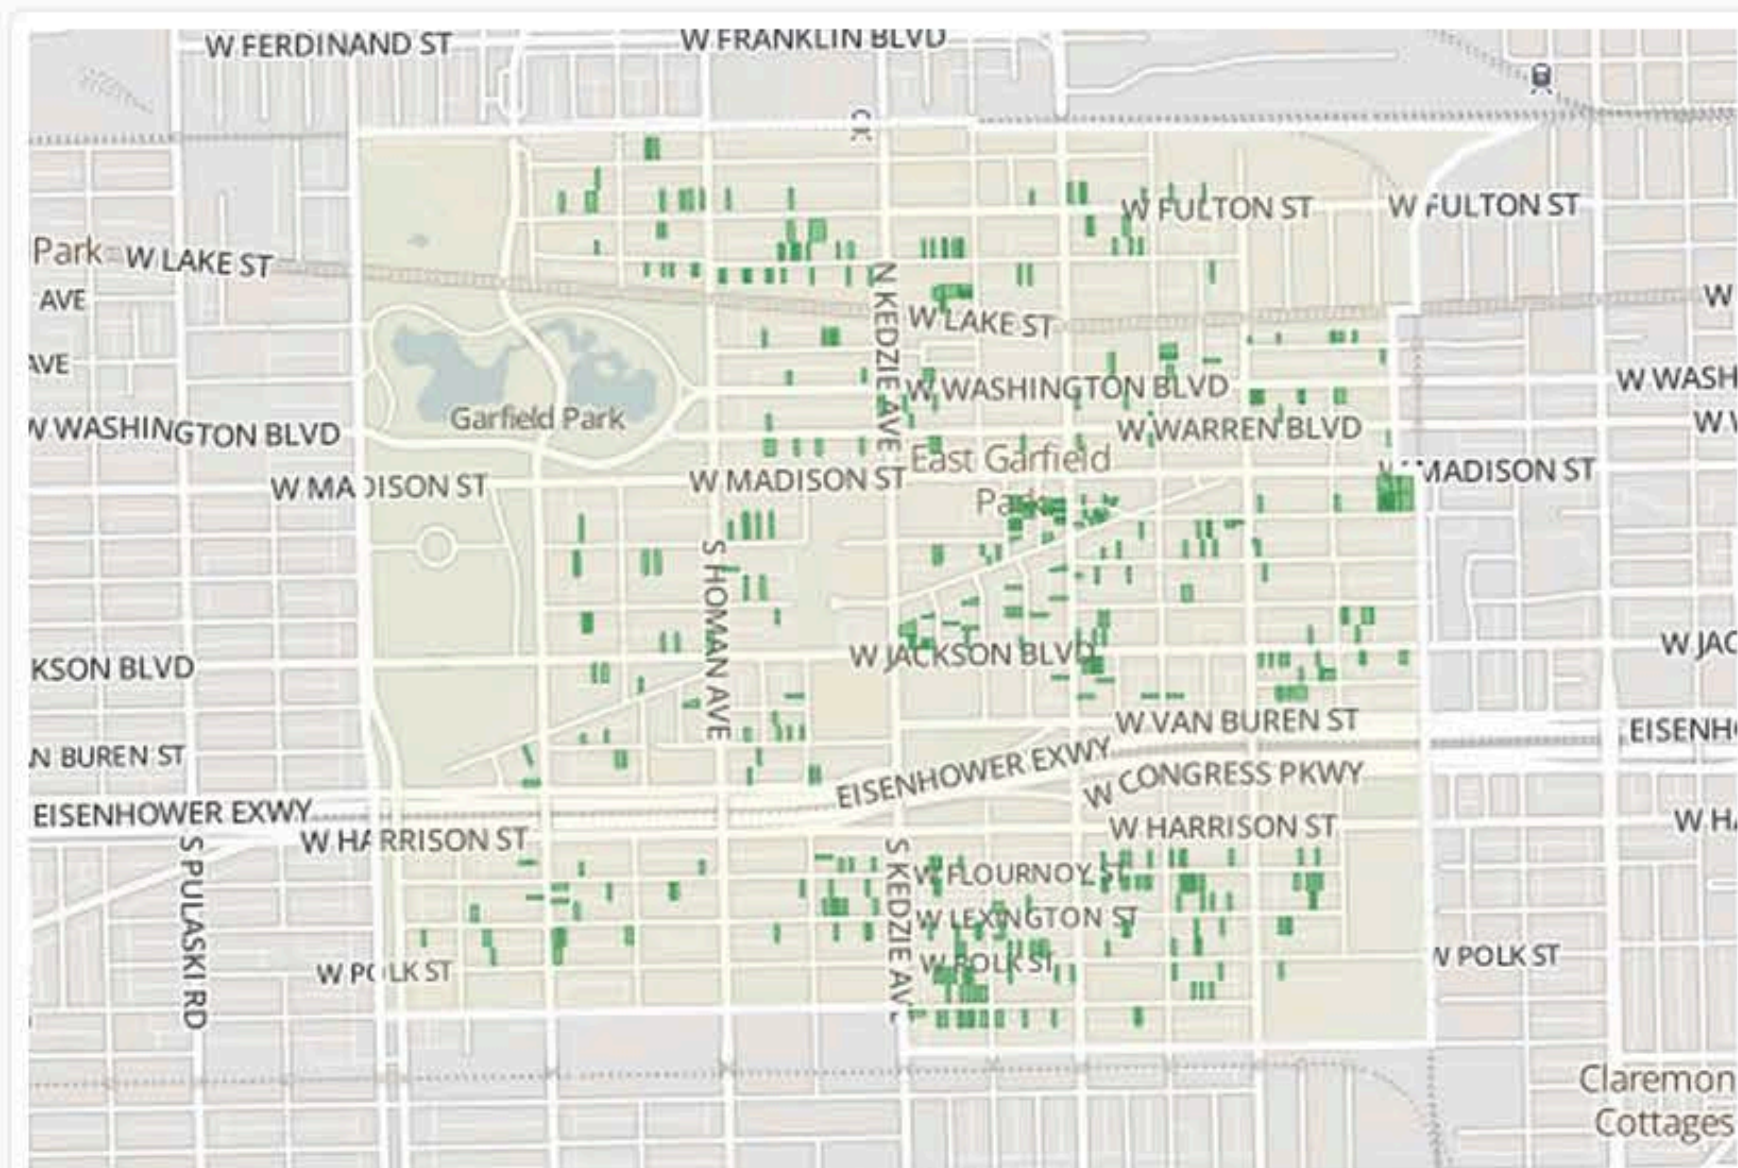 W FERDINAND ST
W FRANKLIN BLVD
W FULTON ST
W FULTON ST
Park
W LAKE ST
AVE
W
N KEDZIE AVE
W LAKE ST
AVE
W WASHINGTON BLVD
W WASH
Garfield Park
W WASHINGTON BLVD
W WARREN BLVD
W
East Garfield
Park
W MADISON ST
W MADISON ST
MADISON ST
S HOMAN AVE
KSON BLVD
W JACKSON BLVD
W JAC
W VAN BUREN ST
EISENH
N BUREN ST
EISENHOWER EXWY
W CONGRESS PKWY
EISENHOWER EXWY
W HARRISON ST
W HARRISON ST
W HA
S PULASKI RD
S KEDZIE AV
W FLOURNOY ST
W LEXINGTON ST
W POLK ST
W POLK ST
W POLK ST
Claremon
Cottages